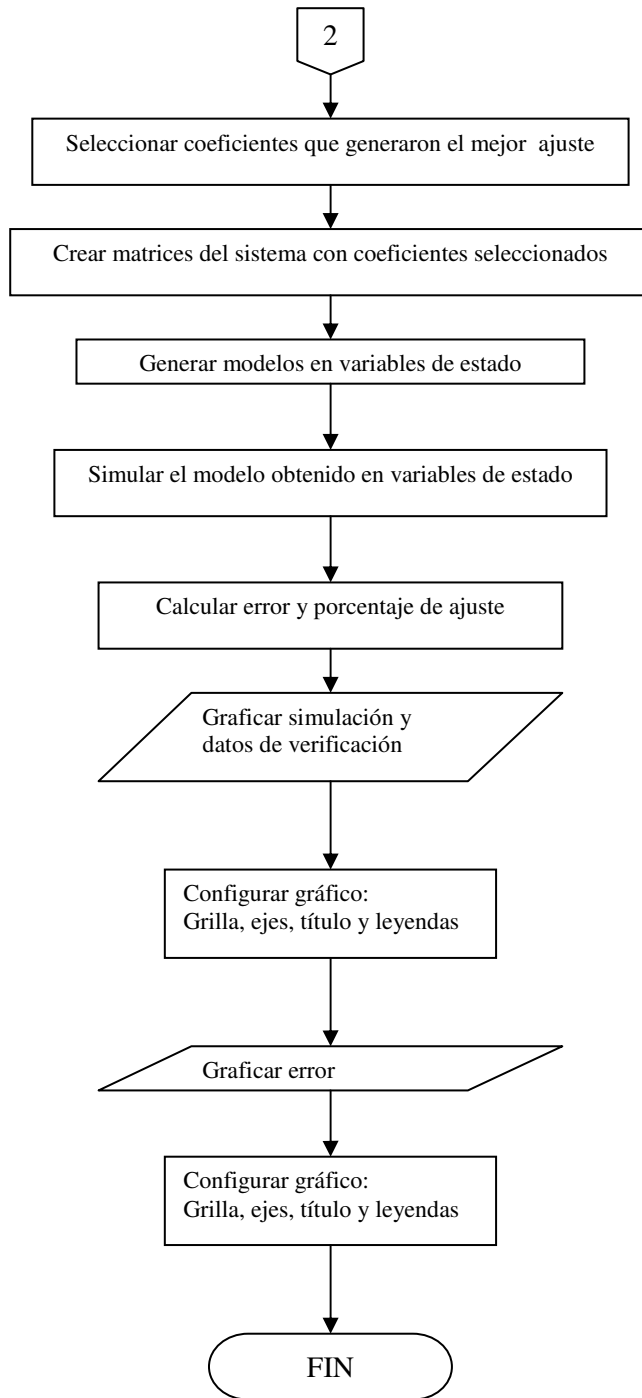 2
Seleccionar coeficientes que generaron el mejor ajuste
Crear matrices del sistema con coeficientes seleccionados
Generar modelos en variables de estado
Simular el modelo obtenido en variables de estado
Calcular error y porcentaje de ajuste
Graficar simulación y
datos de verificación
Configurar gráfico:
Grilla, ejes, título y leyendas
Graficar error
Configurar gráfico:
Grilla, ejes, título y leyendas
FIN